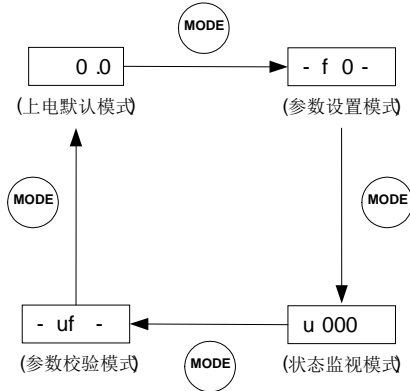 MODE
0.0
- f 0 -
(上电默认模式)
(参数设置模式)
MODE
MODE
- uf -
u 000
(参数校验模式)
MODE
(状态监视模式)